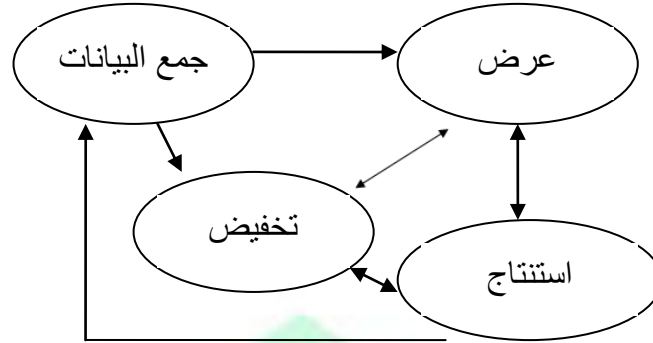 جمع البيانات
عرض
تخفيض
استنتاج